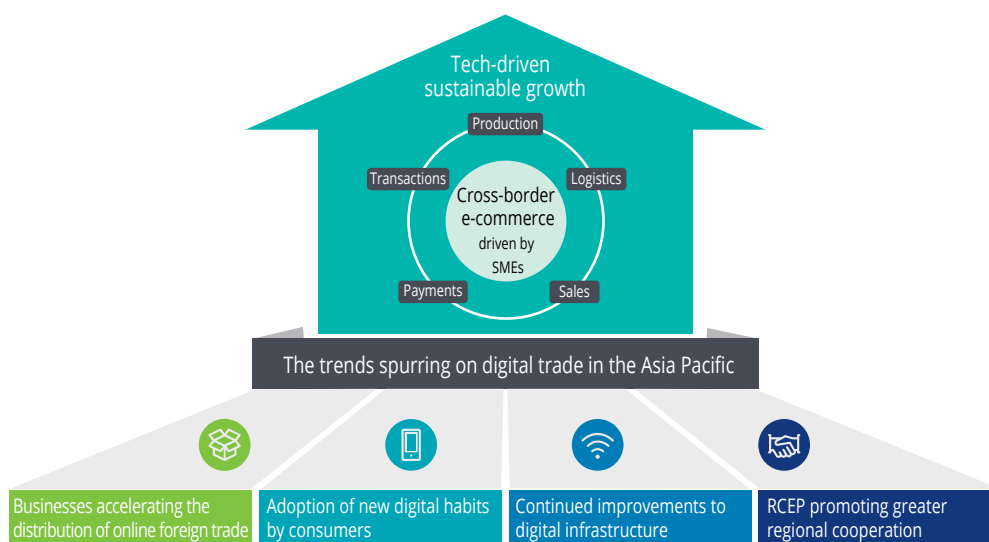 Tech-driven
sustainable growth
Production
Transactions
Logistics
Cross-border
e-commerce
driven by
SMEs
Payments
Sales
The trends spurring on digital trade in the Asia Pacific
Businesses accelerating the
distribution of online foreign trade
Adoption of new digital habits
by consumers
Continued improvements to
digital infrastructure
RCEP promoting greater
regional cooperation